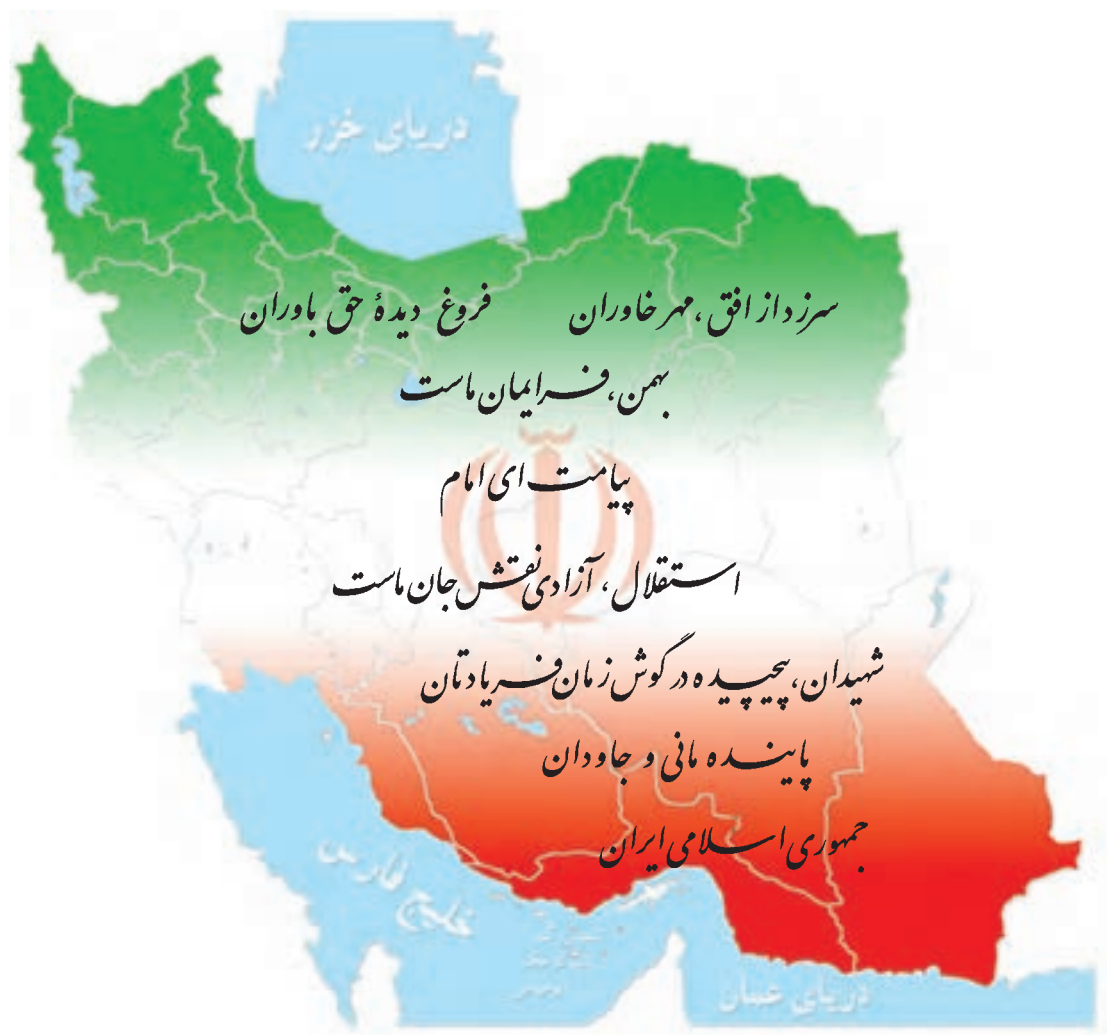 دریای خزر
سر زد از افق، مهر خاوران فروغ دیدهٔ حق باوران
بهمن، فر ایمان ماست
پیامت ای امام
استقلال، آزادی نقش جان ماست
شهیدان، پیچیده در گوش زمان فریادتان
پاینده مانی و جاودان
جمهوری اسلامی ایران
خلیج فارس
دریای عمان